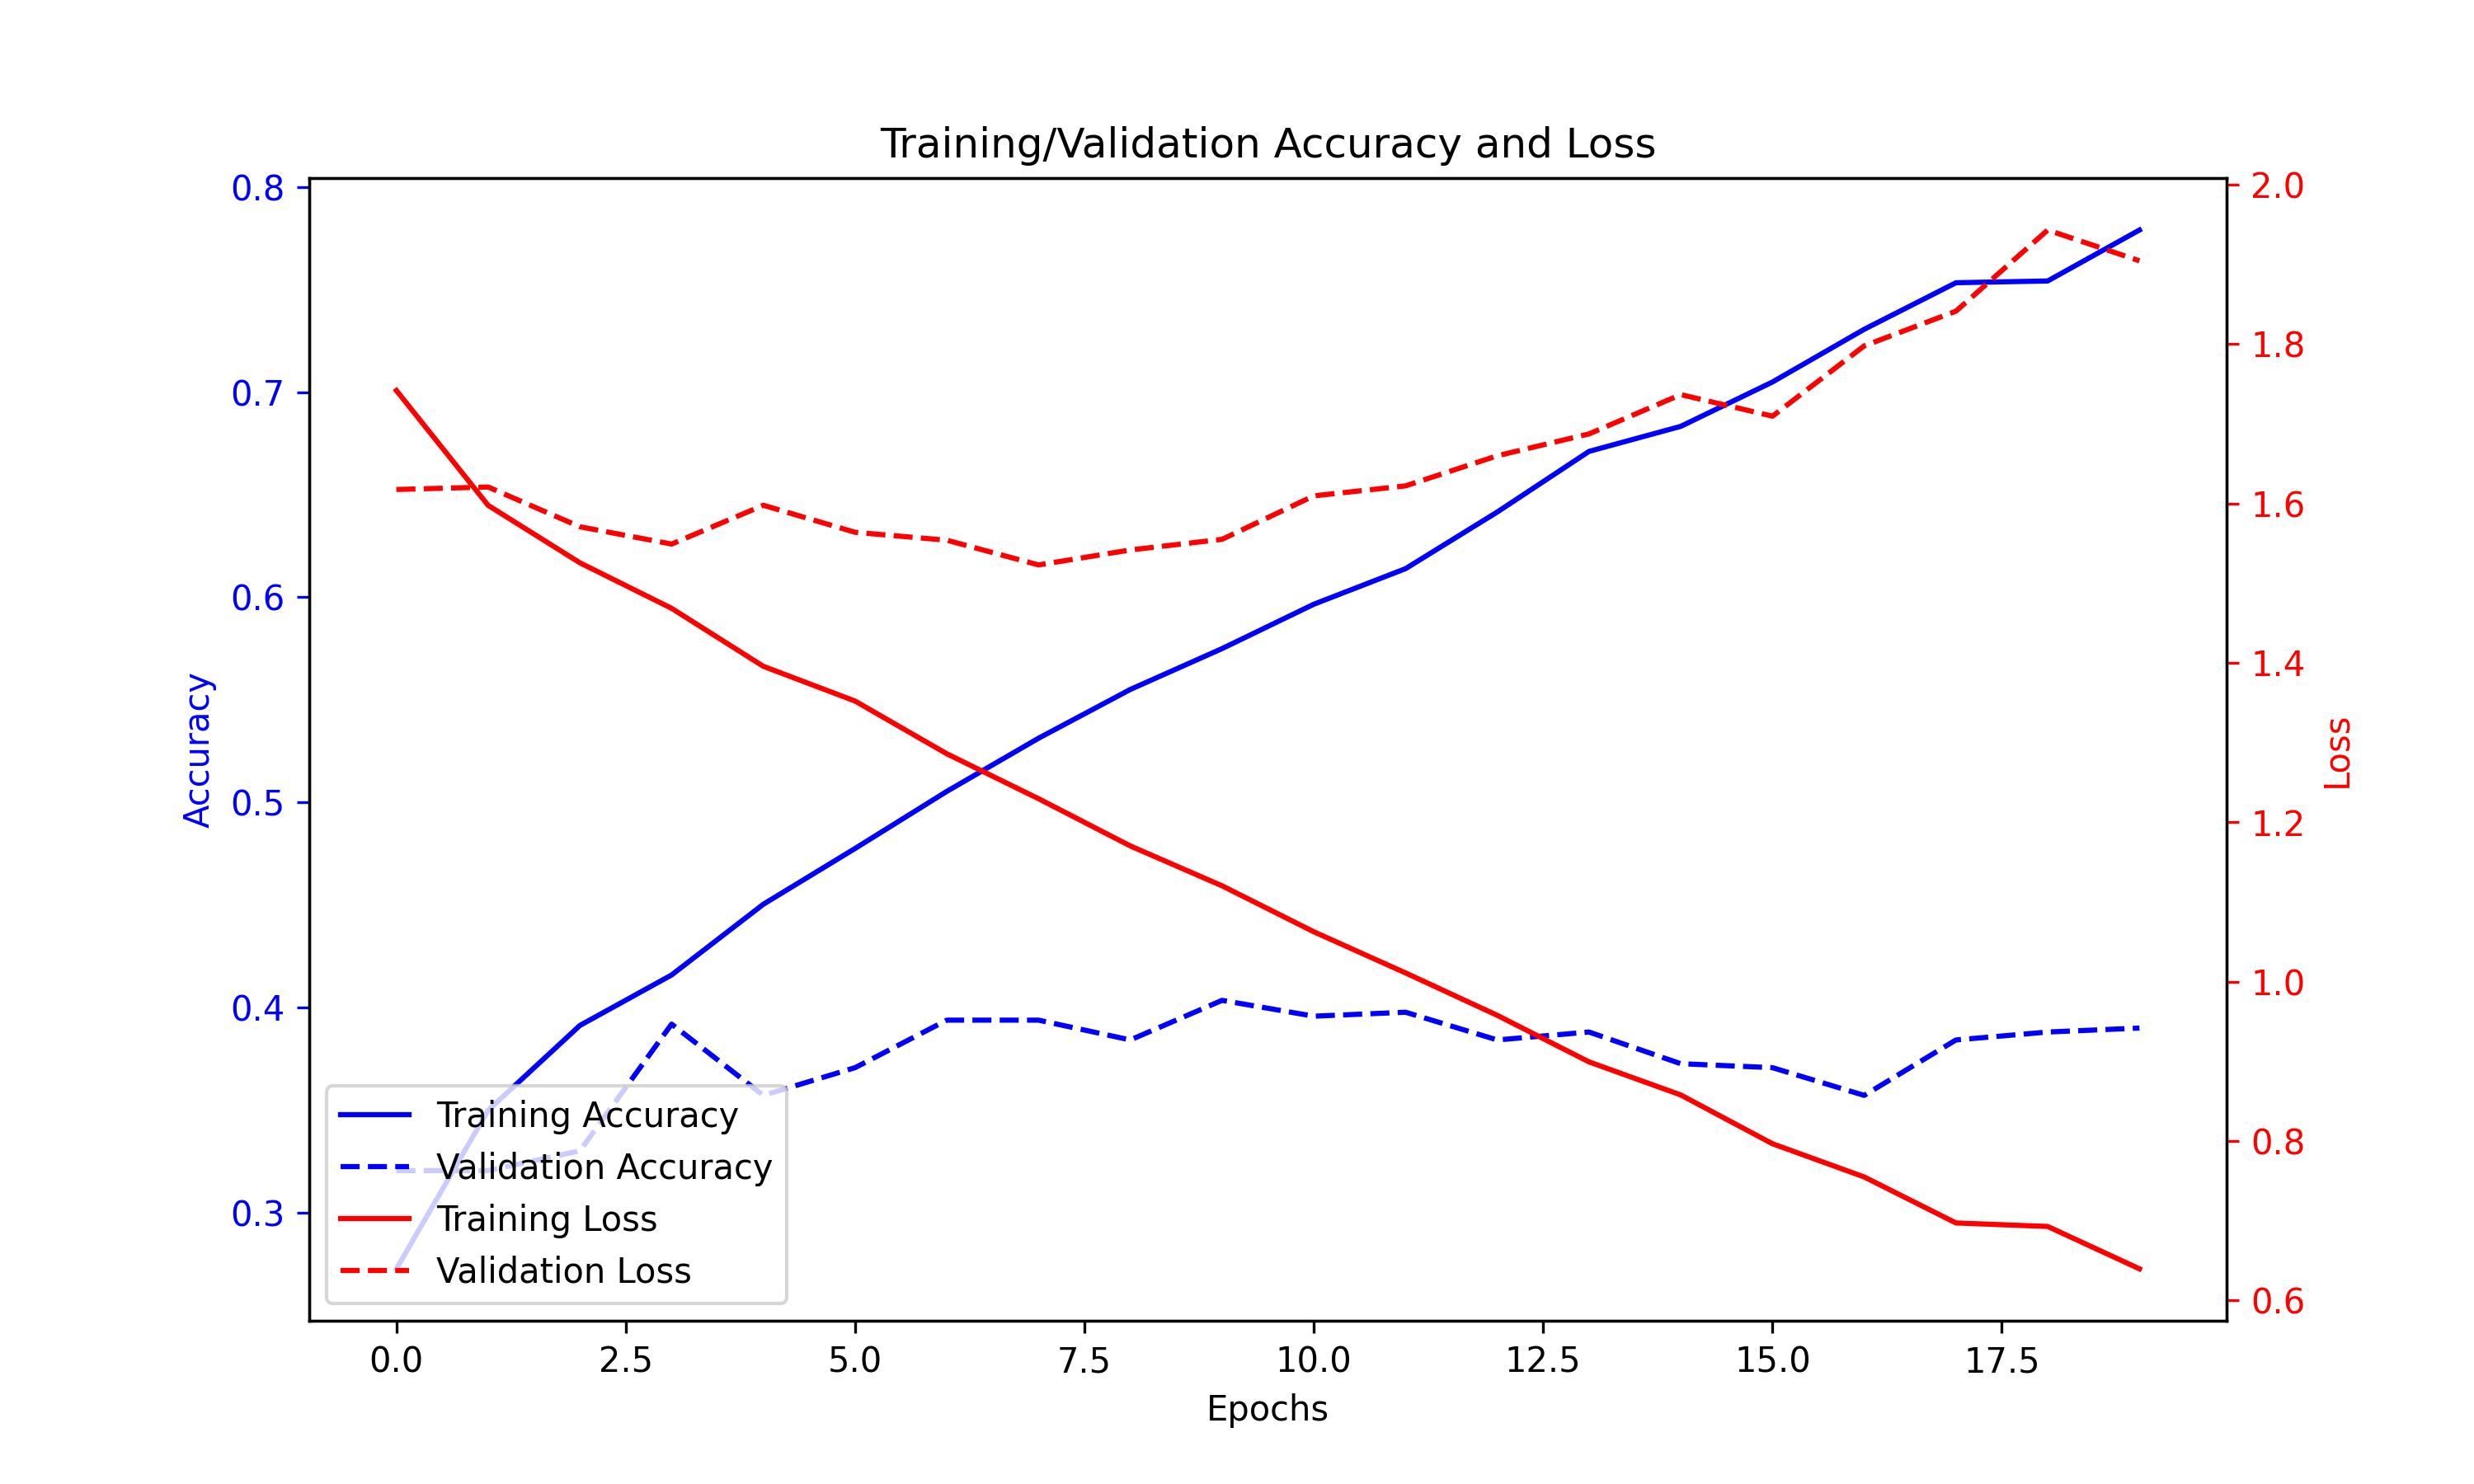 Training/Validation Accuracy and Loss
0.8
0.7
0.6
0.5
0.4
0.3
Accuracy
2.0
1.8
1.6
1.4
1.2
1.0
0.8
0.6
Loss
Training Accuracy
Validation Accuracy
Training Loss
Validation Loss
0.0 2.5 5.0 7.5 10.0 12.5 15.0 17.5
Epochs